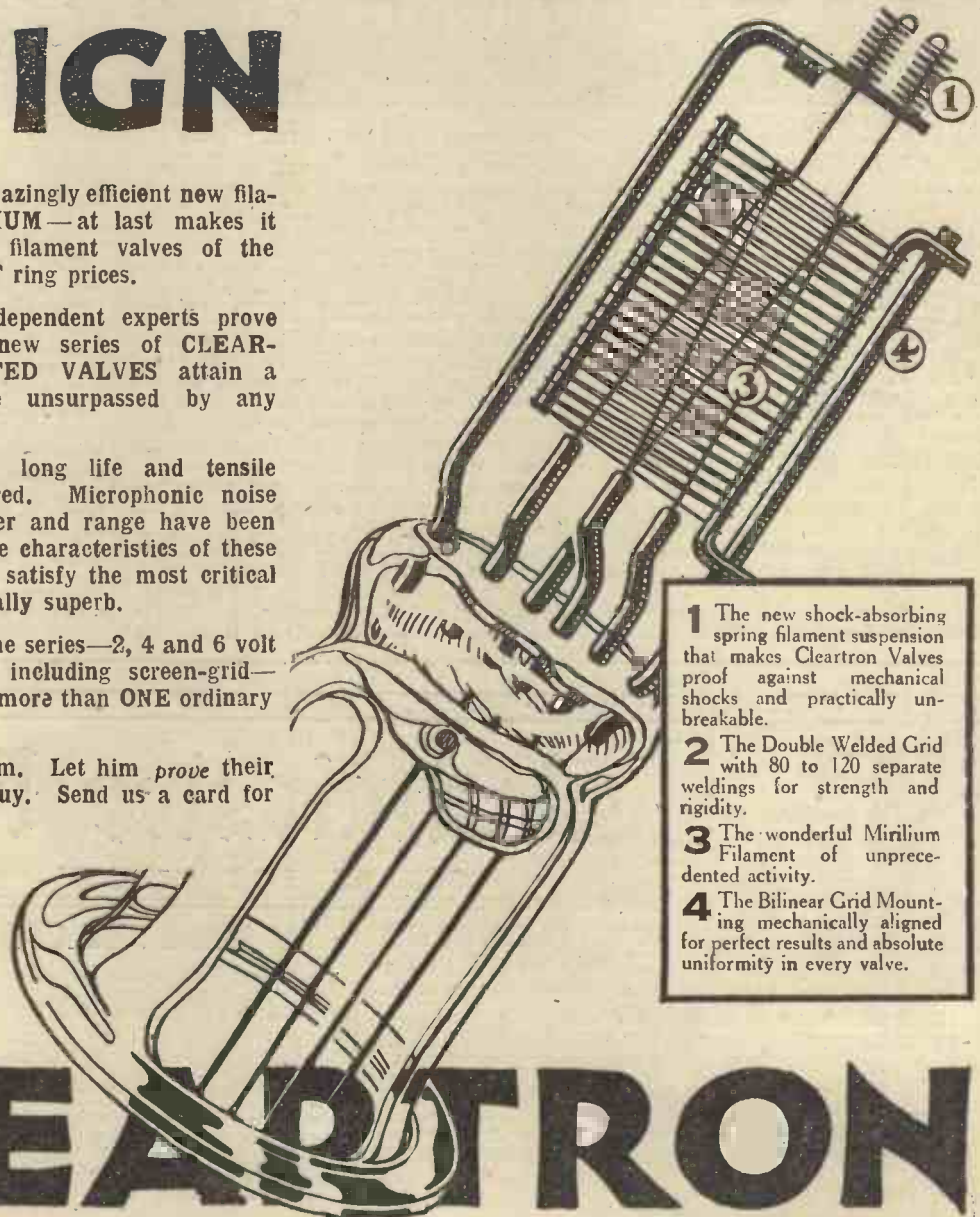 IGN
azingly efficient new fila-
IUM—at last makes it
filament valves of the
ring prices.
dependent experts prove
new series of CLEAR-
TED VALVES attain a
e unsurpassed by any
long life and tensile
red. Microphonic noise
er and range have been
e characteristics of these
satisfy the most critical
ally superb.
ne series—2, 4 and 6 volt
including screen-grid—
more than ONE ordinary
m. Let him prove their
uy. Send us a card for
1
4
3
1 The new shock-absorbing
spring filament suspension
that makes Cleartron Valves
proof against mechanical
shocks and practically un-
breakable.
2 The Double Welded Grid
with 80 to 120 separate
weldings for strength and
rigidity.
3 The wonderful Mirilium
Filament of unprece-
dented activity.
4 The Bilinear Grid Mount-
ing mechanically aligned
for perfect results and absolute
uniformity in every valve.
EARTRON